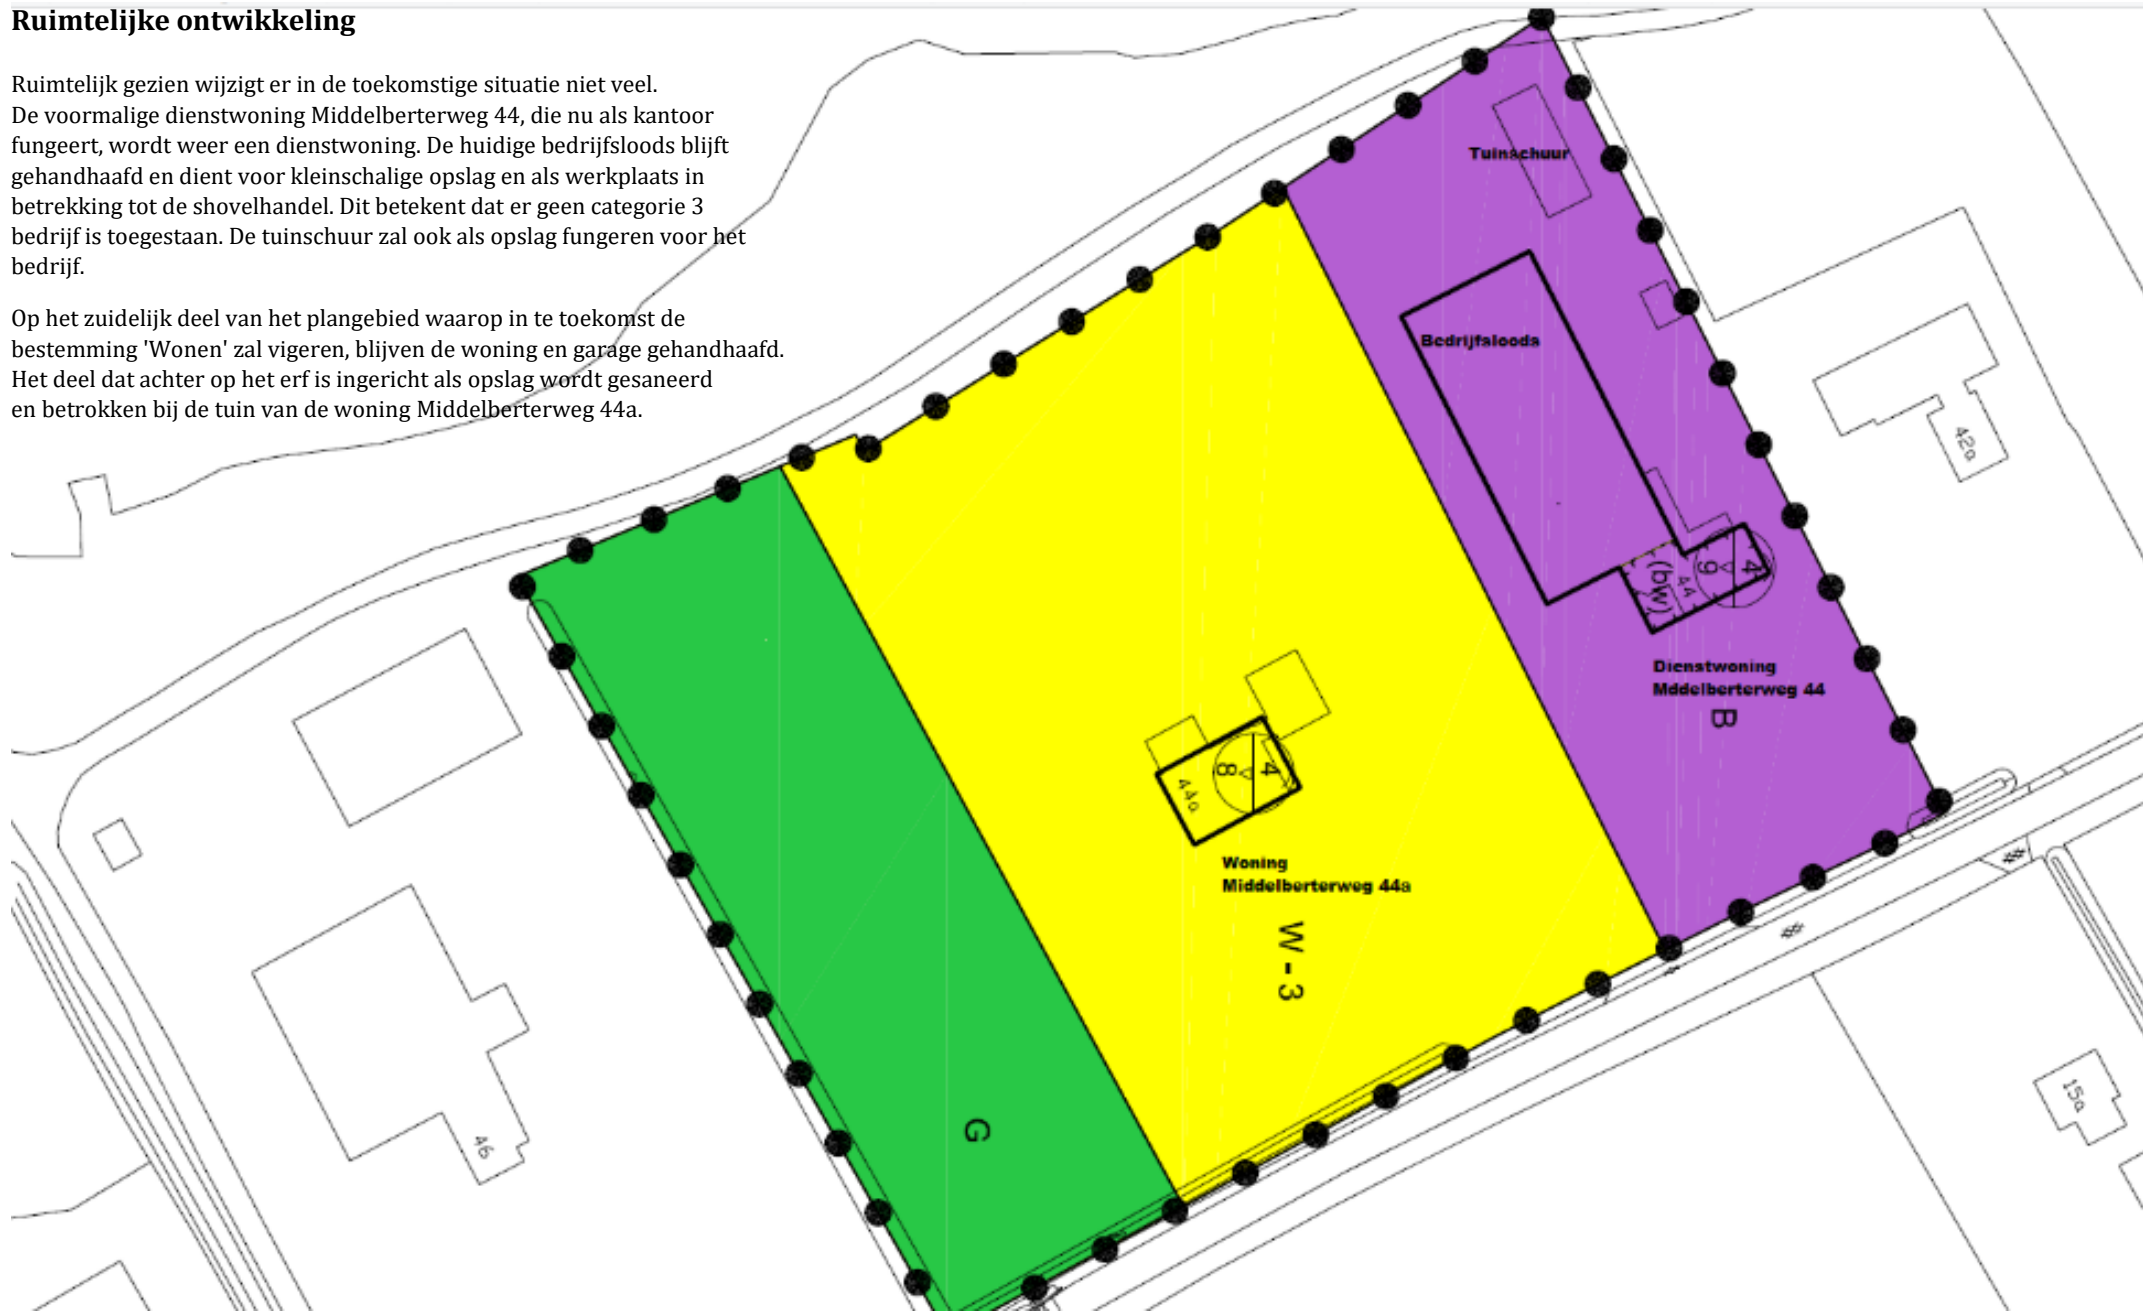 Ruimtelijke ontwikkeling
Ruimtelijk gezien wijzigt er in de toekomstige situatie niet veel.
De voormalige dienstwoning Middelberterweg 44, die nu als kantoor
fungeert, wordt weer een dienstwoning. De huidige bedrijfsloods blijft
gehandhaafd en dient voor kleinschalige opslag en als werkplaats in
betrekking tot de shovelhandel. Dit betekent dat er geen categorie 3
bedrijf is toegestaan. De tuinschuur zal ook als opslag fungeren voor het
bedrijf.
Op het zuidelijk deel van het plangebied waarop in te toekomst de
bestemming 'Wonen' zal vigeren, blijven de woning en garage gehandhaafd.
Het deel dat achter op het erf is ingericht als opslag wordt gesaneerd
en betrokken bij de tuin van de woning Middelberterweg 44a.
Tuinschuur
Bedrijfsloods
42a
4
9
44
(bw)
Dienstwoning
Mddelberterweg 44
B
4
8
44a
Woning
Middelberterweg 44a
W - 3
G
46
15a